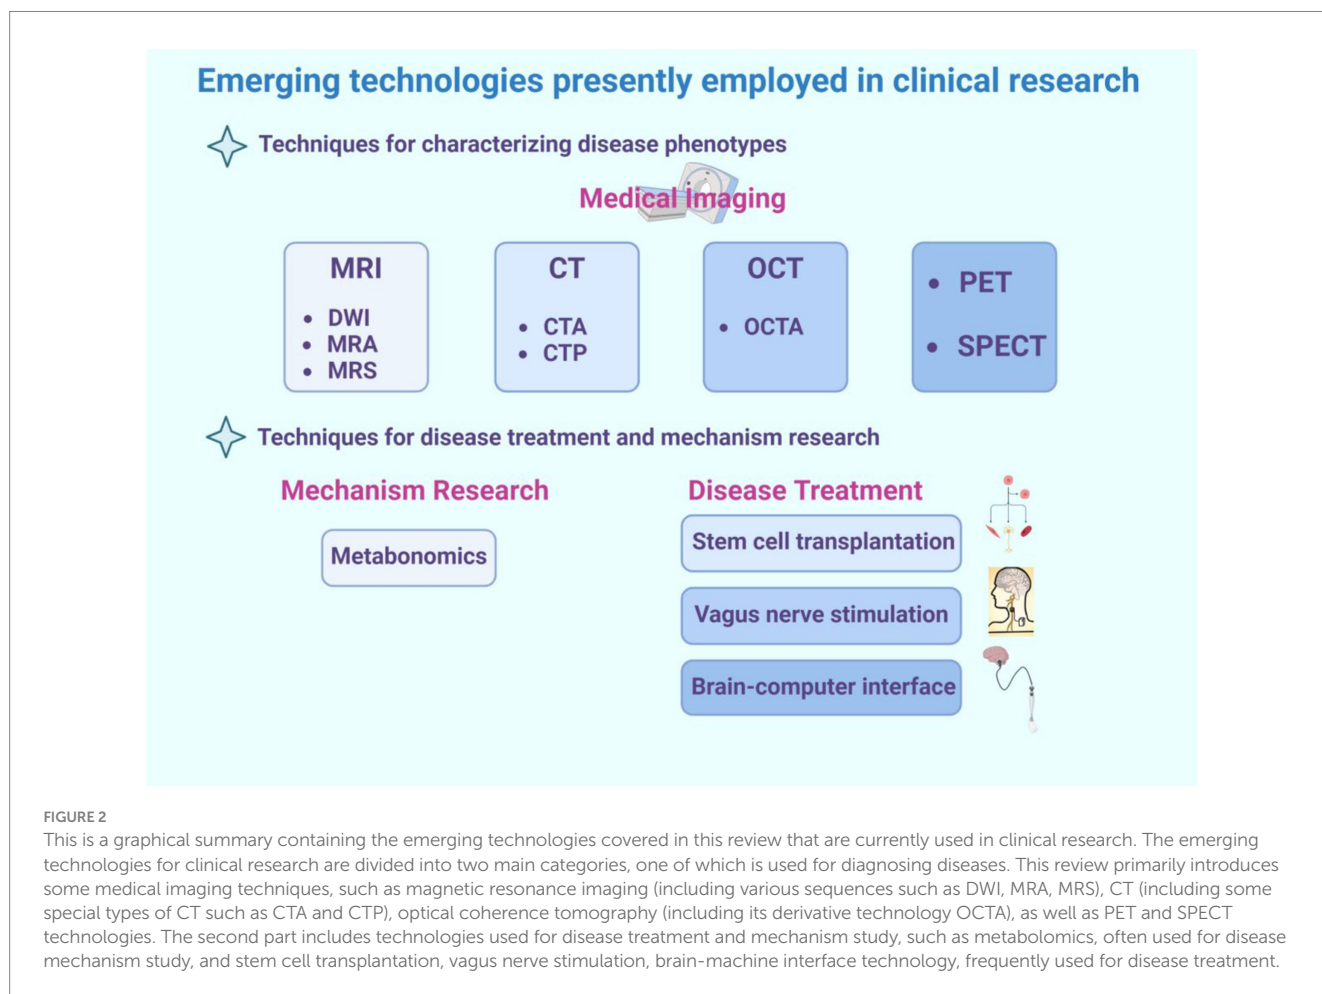 Emerging technologies presently employed in clinical research
Techniques for characterizing disease phenotypes
Medical Imaging
MRI
• DWI
• MRA
• MRS
CT
• CTA
• CTP
OCT
• OCTA
• PET
• SPECT
Techniques for disease treatment and mechanism research
Mechanism Research
Metabonomics
Disease Treatment
Stem cell transplantation
Vagus nerve stimulation
Brain-computer interface
FIGURE 2
This is a graphical summary containing the emerging technologies covered in this review that are currently used in clinical research. The emerging
technologies for clinical research are divided into two main categories, one of which is used for diagnosing diseases. This review primarily introduces
some medical imaging techniques, such as magnetic resonance imaging (including various sequences such as DWI, MRA, MRS), CT (including some
special types of CT such as CTA and CTP), optical coherence tomography (including its derivative technology OCTA), as well as PET and SPECT
technologies. The second part includes technologies used for disease treatment and mechanism study, such as metabolomics, often used for disease
mechanism study, and stem cell transplantation, vagus nerve stimulation, brain-machine interface technology, frequently used for disease treatment.